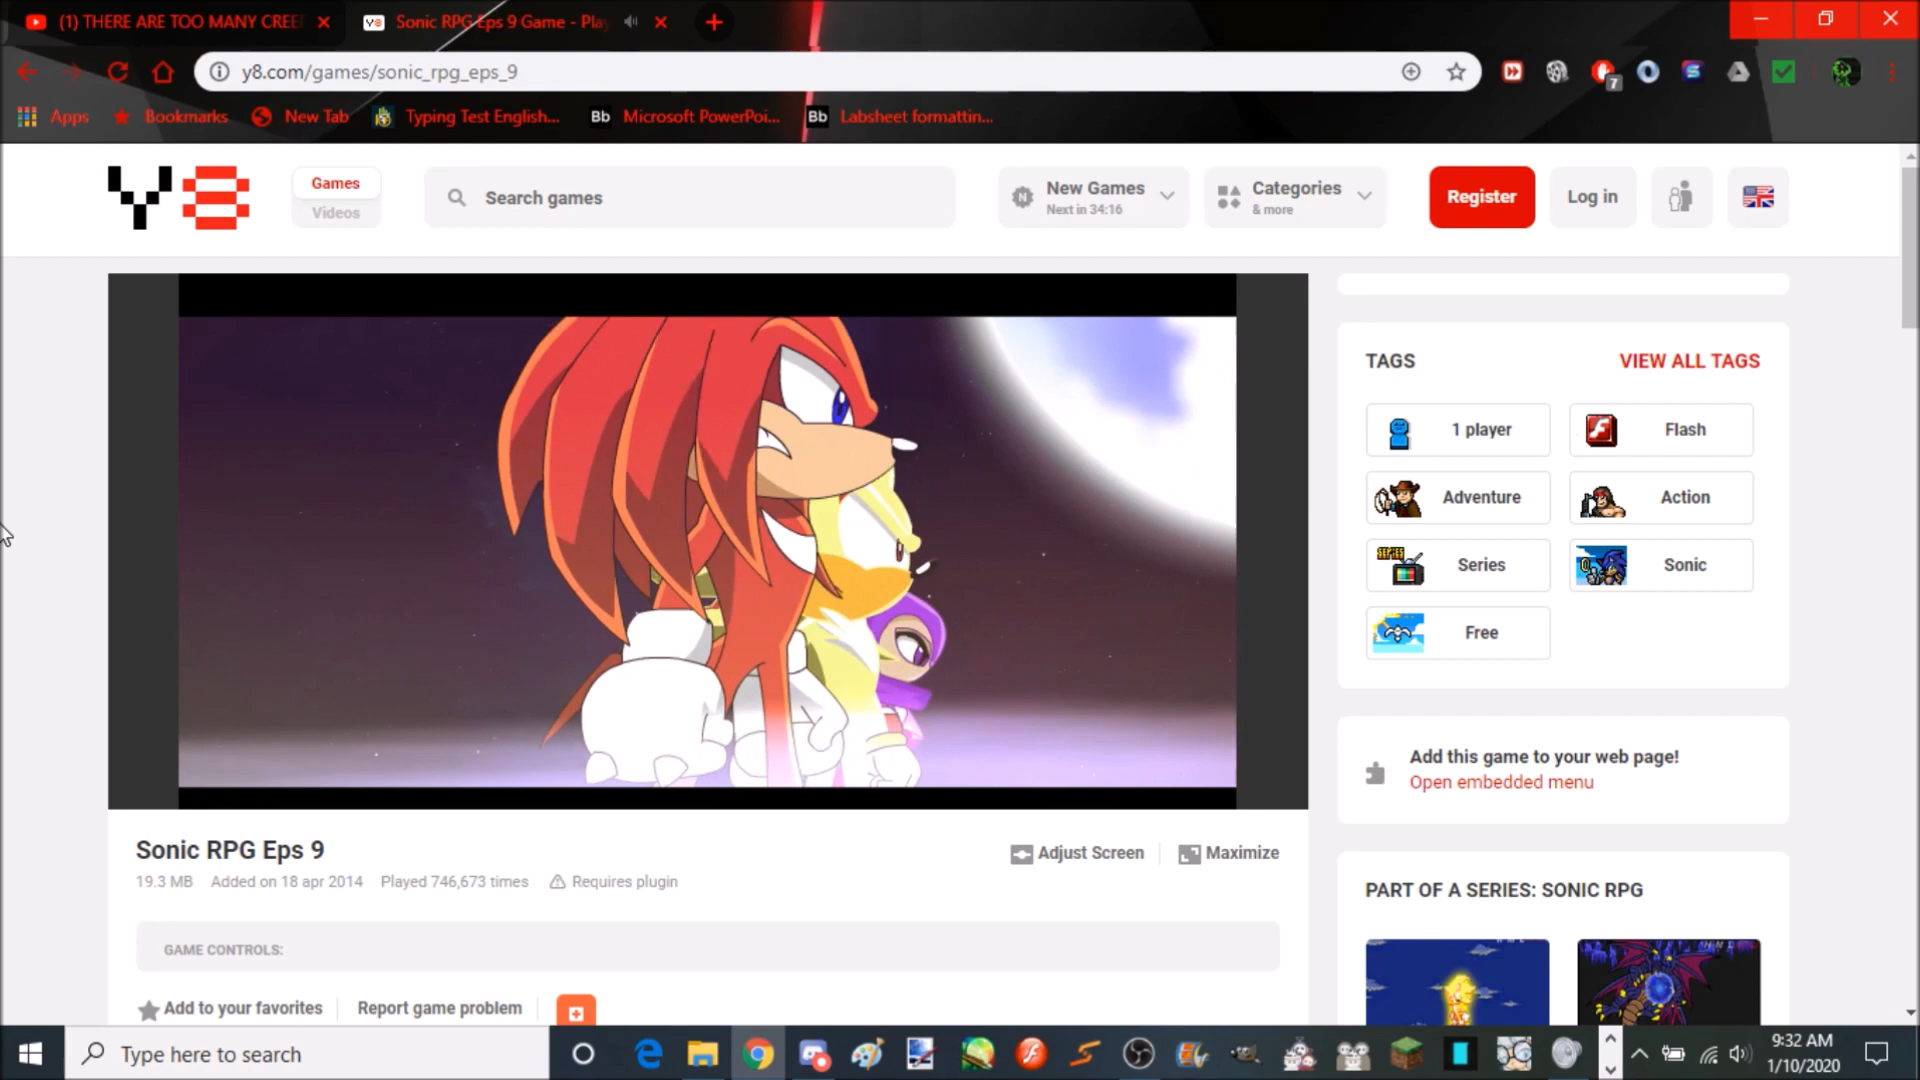 (1) THERE ARE TOO MANY CREEP
Sonic RPG Eps 9 Game - Play
y8.com/games/sonic_rpg_eps_9
7
Apps
Bookmarks
New Tab
Typing Test English...
Bb Microsoft PowerPoi...
Bb Labsheet formattin...
Y8
Games
Videos
Search games
New Games
Next in 34:16
Categories
& more
Register
Log in
TAGS
VIEW ALL TAGS
1 player
Flash
Adventure
Action
SERIES
Series
Sonic
Free
Add this game to your web page!
Open embedded menu
Sonic RPG Eps 9
Adjust Screen
Maximize
19.3 MB
Added on 18 apr 2014
Played 746,673 times
Requires plugin
PART OF A SERIES: SONIC RPG
GAME CONTROLS:
Add to your favorites
Report game problem
Type here to search
9:32 AM
1/10/2020